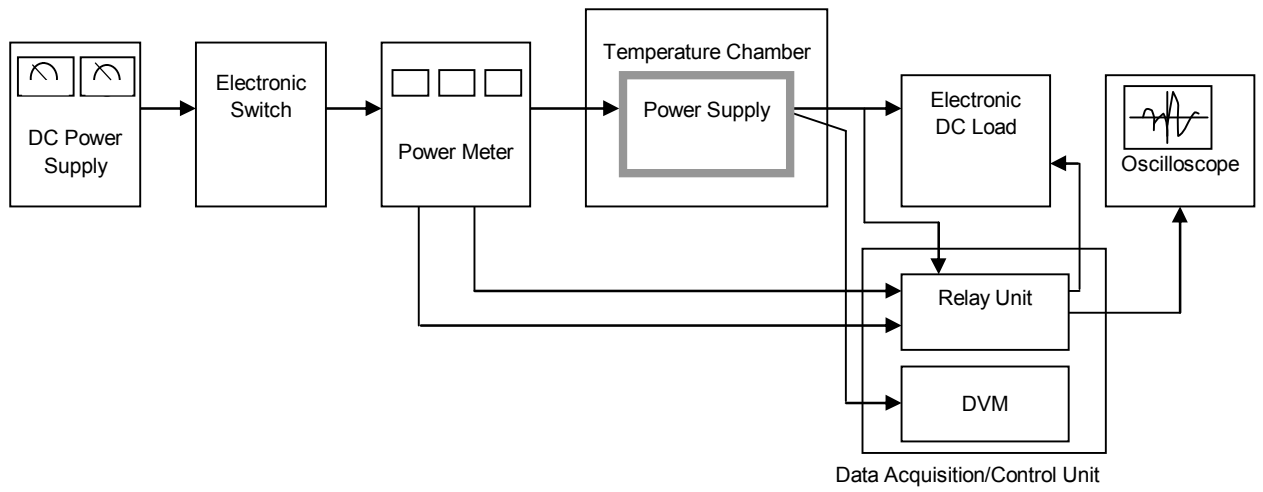 DC Power
Supply
Electronic
Switch
Power Meter
Temperature Chamber
Power Supply
Electronic
DC Load
Oscilloscope
Relay Unit
DVM
Data Acquisition/Control Unit